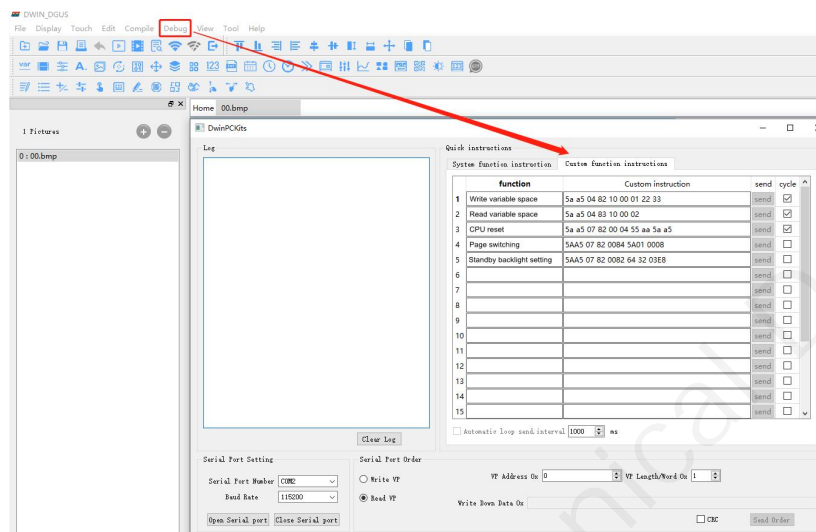 DWIN_DGUS
File Display Touch Edit Compile Debug View Tool Help
var A. 123
Home 00.bmp
1 Pictures
0 : 00.bmp
DwinPCKits
Log
Clear Log
Quick instructions
System function instruction Custom function instructions
function Custom instruction send cycle
1 Write variable space 5a a5 04 82 10 00 01 22 33 send
2 Read variable space 5a a5 04 83 10 00 02 send
3 CPU reset 5a a5 07 82 00 04 55 aa 5a a5 send
4 Page switching 5AA5 07 82 0084 5A01 0008 send
5 Standby backlight setting 5AA5 07 82 0082 64 32 03E8 send
6 send
7 send
8 send
9 send
10 send
11 send
12 send
13 send
14 send
15 send
Automatic loop send, interval 1000 ms
Serial Port Setting
Serial Port Number COM2
Baud Rate 115200
Open Serial port Close Serial port
Serial Port Order
Write VP
Read VP
VP Address 0x 0 VP Length/Word 0x 1
Write Down Data 0x
CRC Send Order
nical